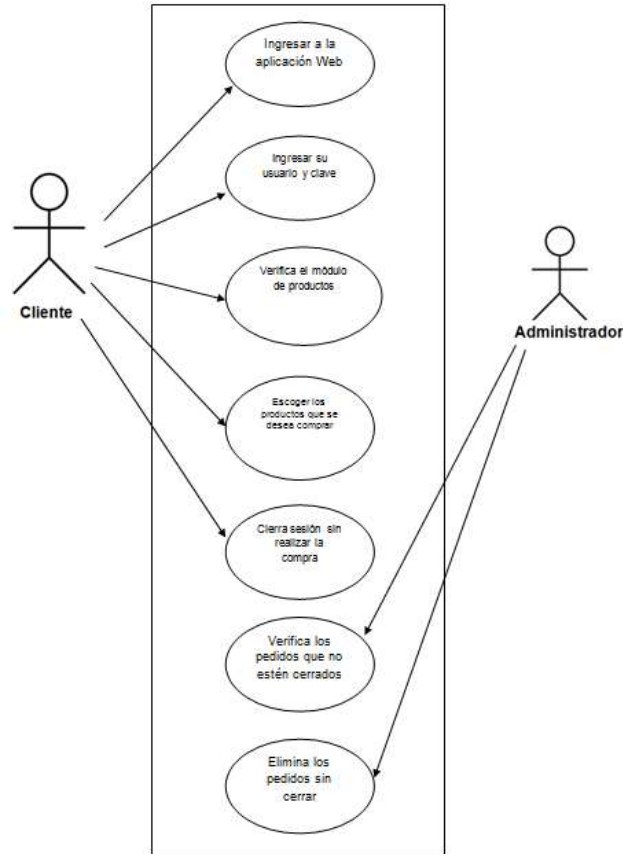 Ingresar a la
aplicación Web
Ingresar su
usuario y clave
Verifica el módulo
de productos
Cliente
Administrador
Escoger los
productos que se
desea comprar
Cierra sesión sin
realizar la
compra
Verifica los
pedidos que no
estén cerrados
Elimina los
pedidos sin
cerrar